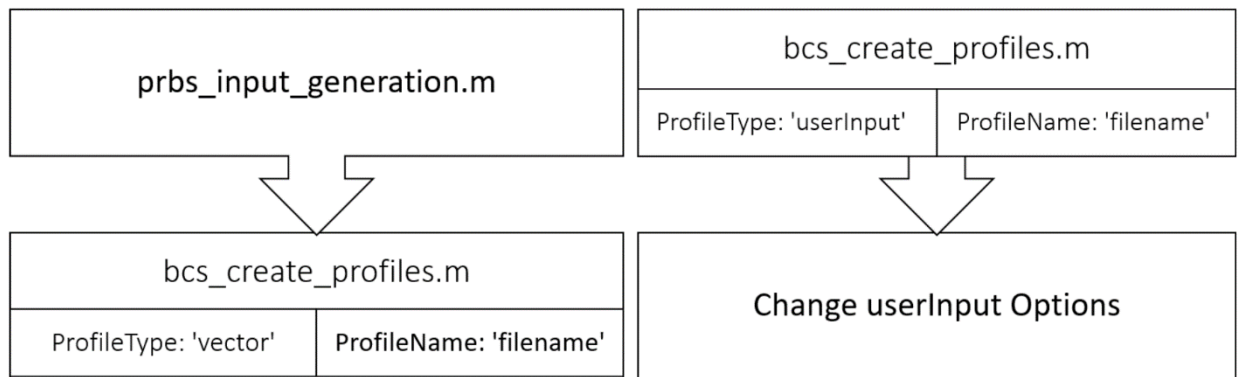 prbs_input_generation.m
bcs_create_profiles.m
ProfileType: 'vector'
ProfileName: 'filename'
bcs_create_profiles.m
ProfileType: 'userInput'
ProfileName: 'filename'
Change userInput Options